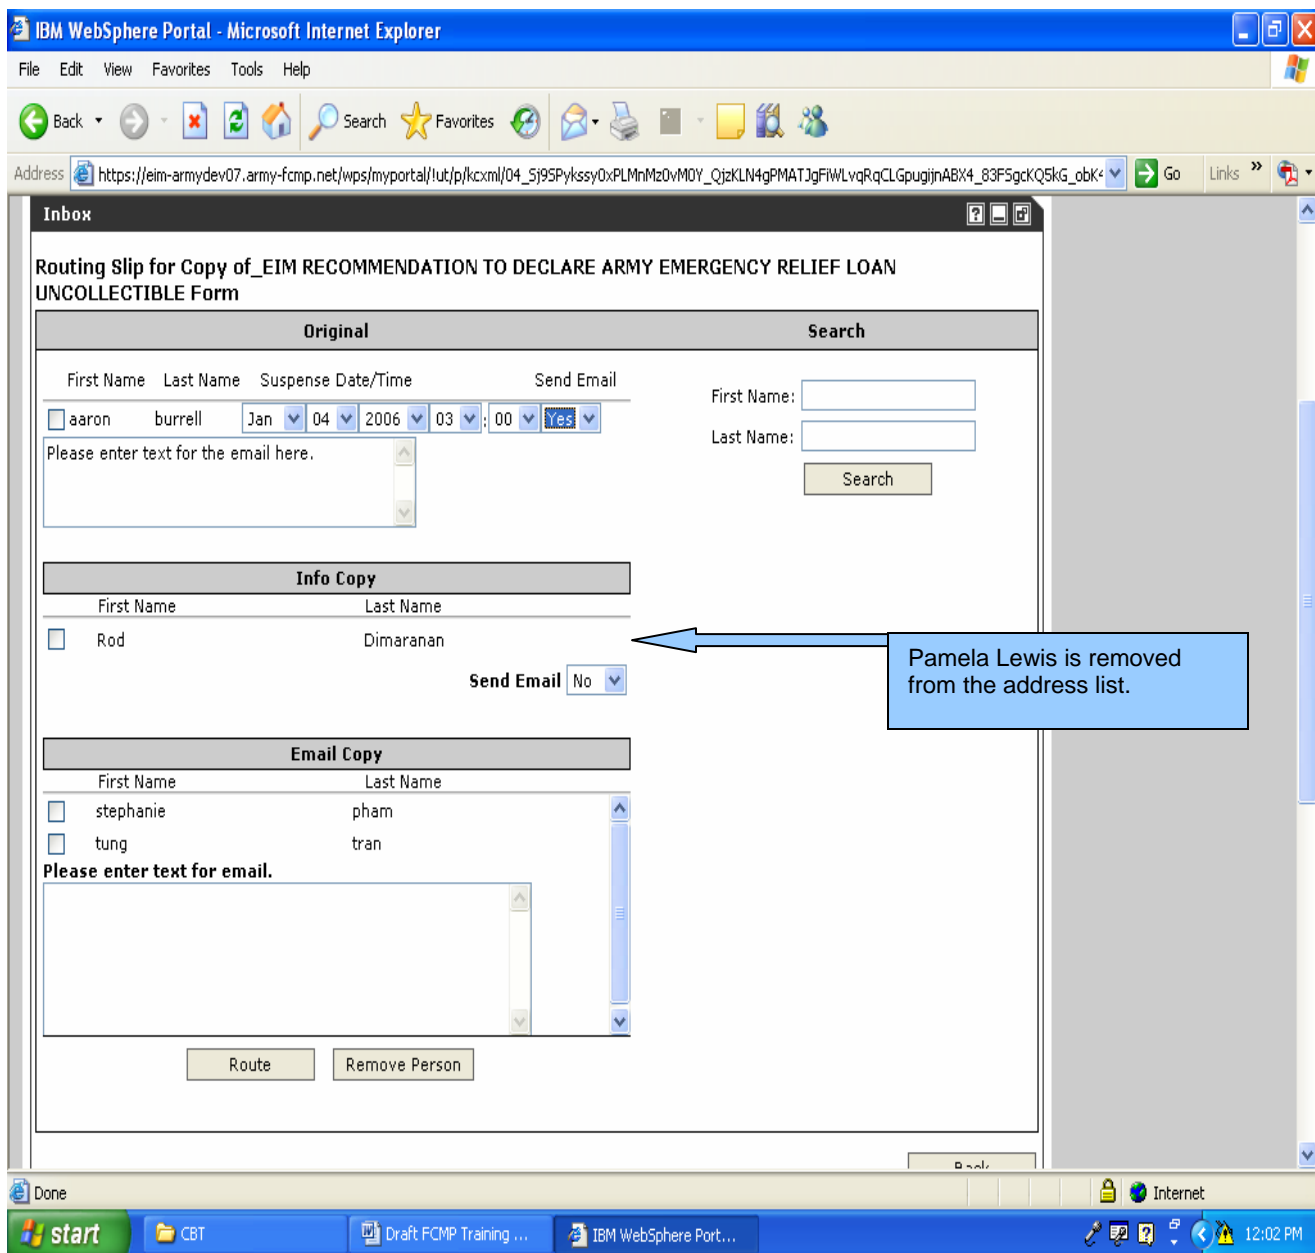 IBM WebSphere Portal - Microsoft Internet Explorer
File Edit View Favorites Tools Help
Back Search Favorites
Address https://eim-armydev07.army-fcmp.net/wps/myportal/!ut/p/kcxml/04_Sj9SPykssy0xPLMnMz0vM0Y_QjzKLN4gPMATJgFiWLvqRqCLGpugijnABX4_83FSgcKQ5kG_obK Go Links »
Inbox
Routing Slip for Copy of_EIM RECOMMENDATION TO DECLARE ARMY EMERGENCY RELIEF LOAN
UNCOLLECTIBLE Form
Original Search
First Name Last Name Suspense Date/Time Send Email
First Name:
aaron burrell Jan 04 2006 03 : 00 Yes
Last Name:
Please enter text for the email here.
Search
Info Copy
First Name Last Name
Rod Dimaranan
Pamela Lewis is removed
from the address list.
Send Email No
Email Copy
First Name Last Name
stephanie pham
tung tran
Please enter text for email.
Route Remove Person
Back
Done Internet
start CBT Draft FCMP Training ... IBM WebSphere Port... 12:02 PM